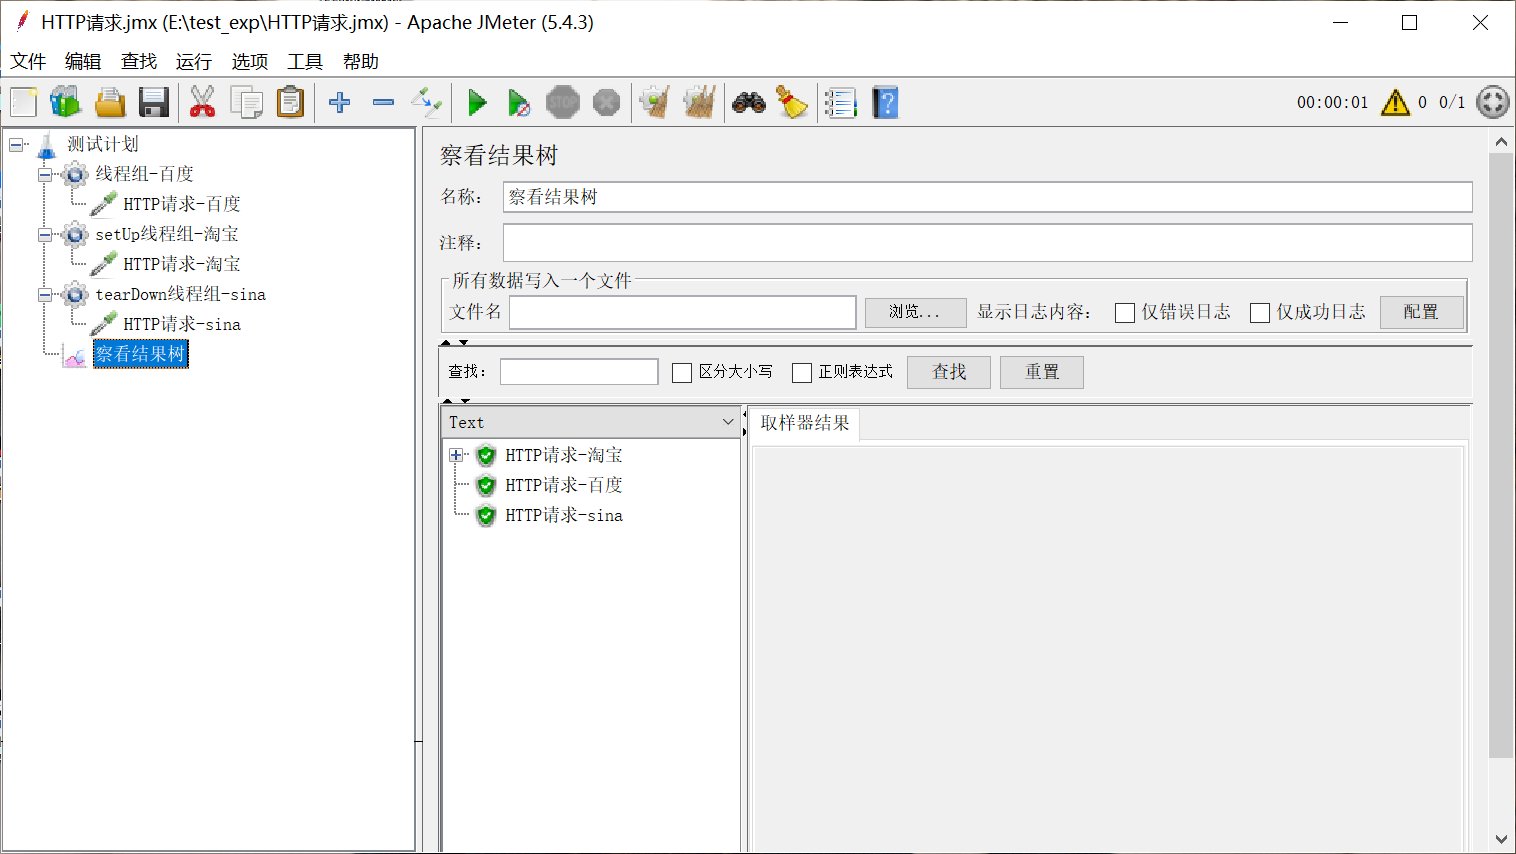 HTTP请求.jmx (E:\test_exp\HTTP请求.jmx) - Apache JMeter (5.4.3)
文件 编辑 查找 运行 选项 工具 帮助
STOP ? 00:00:01 0 0/1
测试计划
线程组-百度
HTTP请求-百度
setUp线程组-淘宝
HTTP请求-淘宝
tearDown线程组-sina
HTTP请求-sina
察看结果树
察看结果树
名称： 察看结果树
注释：
所有数据写入一个文件
文件名 浏览... 显示日志内容： 仅错误日志 仅成功日志 配置
查找： 区分大小写 正则表达式 查找 重置
Text 取样器结果
HTTP请求-淘宝
HTTP请求-百度
HTTP请求-sina